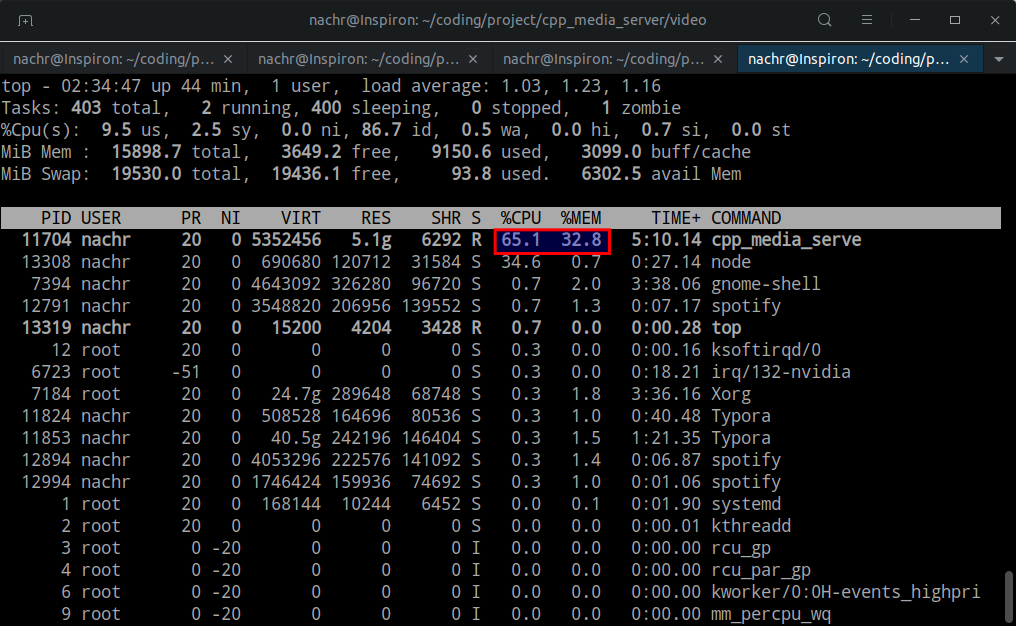 nachr@Inspiron: ~/coding/project/cpp_media_server/video
nachr@Inspiron: ~/coding/p... × nachr@Inspiron: ~/coding/p... × nachr@Inspiron: ~/coding/p... × nachr@Inspiron: ~/coding/p... ×
top - 02:34:47 up 44 min,  1 user,  load average: 1.03, 1.23, 1.16
Tasks: 403 total,   2 running, 400 sleeping,   0 stopped,   1 zombie
%Cpu(s):  9.5 us,  2.5 sy,  0.0 ni, 86.7 id,  0.5 wa,  0.0 hi,  0.7 si,  0.0 st
MiB Mem :  15898.7 total,   3649.2 free,   9150.6 used,   3099.0 buff/cache
MiB Swap:  19530.0 total,  19436.1 free,     93.8 used.   6302.5 avail Mem
PID USER      PR  NI    VIRT    RES    SHR S  %CPU  %MEM     TIME+ COMMAND
11704 nachr     20   0 5352456   5.1g   6292 R  65.1  32.8   5:10.14 cpp_media_serve
13308 nachr     20   0  690680 120712  31584 S  34.6   0.7   0:27.14 node
7394 nachr     20   0 4643092 326280  96720 S   0.7   2.0   3:38.06 gnome-shell
12791 nachr     20   0 3548820 206956 139552 S   0.7   1.3   0:07.17 spotify
13319 nachr     20   0   15200   4204   3428 R   0.7   0.0   0:00.28 top
12 root      20   0       0      0      0 S   0.3   0.0   0:00.16 ksoftirqd/0
6723 root     -51   0       0      0      0 S   0.3   0.0   0:18.21 irq/132-nvidia
7184 root      20   0   24.7g 289648  68748 S   0.3   1.8   3:36.16 Xorg
11824 nachr     20   0  508528 164696  80536 S   0.3   1.0   0:40.48 Typora
11853 nachr     20   0   40.5g 242196 146404 S   0.3   1.5   1:21.35 Typora
12894 nachr     20   0 4053296 222576 141092 S   0.3   1.4   0:06.87 spotify
12994 nachr     20   0 1746424 159936  74692 S   0.3   1.0   0:01.06 spotify
1 root      20   0  168144  10244   6452 S   0.0   0.1   0:01.90 systemd
2 root      20   0       0      0      0 S   0.0   0.0   0:00.01 kthreadd
3 root       0 -20       0      0      0 I   0.0   0.0   0:00.00 rcu_gp
4 root       0 -20       0      0      0 I   0.0   0.0   0:00.00 rcu_par_gp
6 root       0 -20       0      0      0 I   0.0   0.0   0:00.00 kworker/0:0H-events_highpri
9 root       0 -20       0      0      0 I   0.0   0.0   0:00.00 mm_percpu_wq